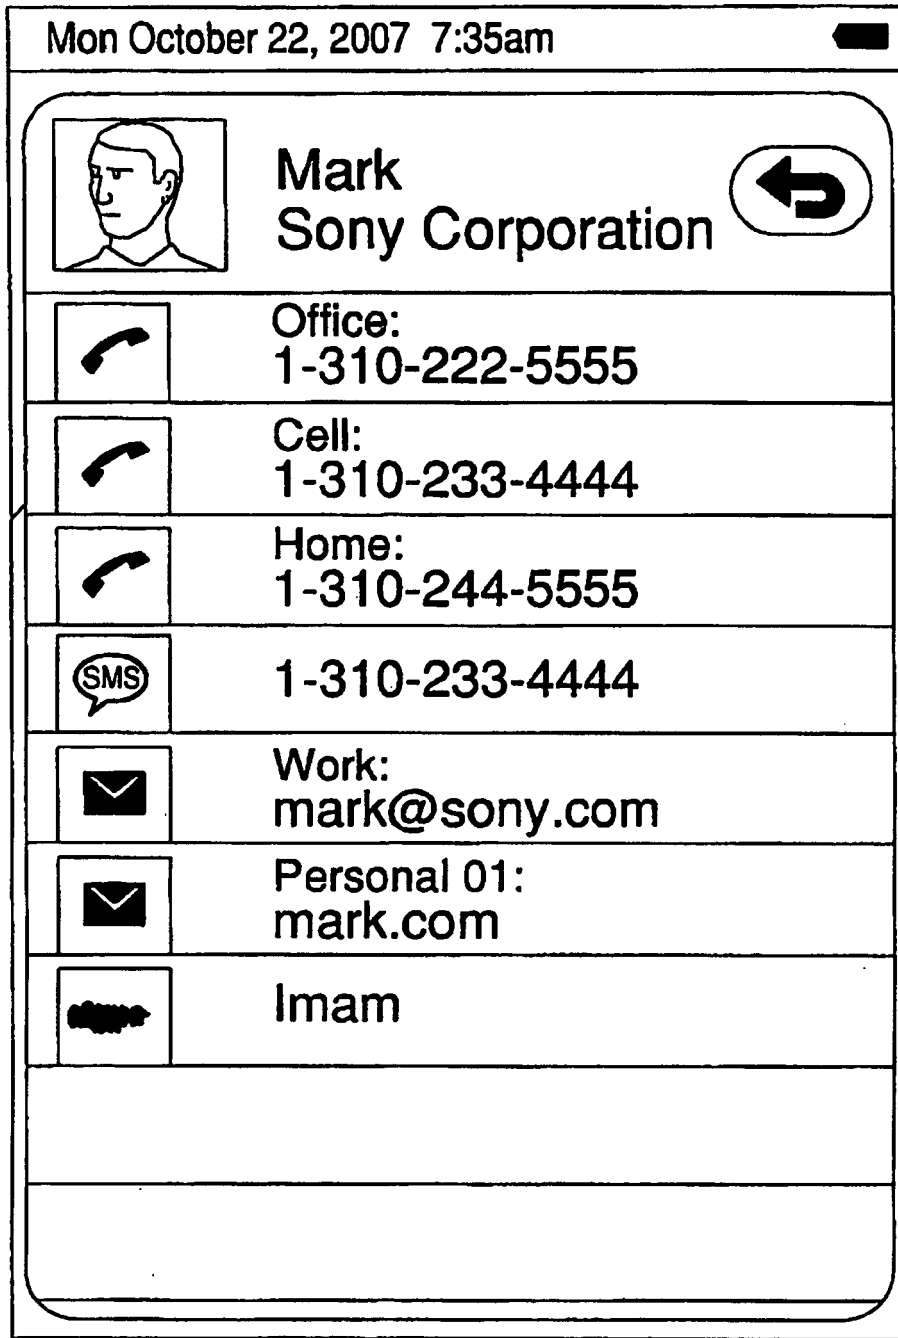 Mon October 22, 2007 7:35am
Mark
Sony Corporation
Office:
1-310-222-5555
Cell:
1-310-233-4444
Home:
1-310-244-5555
SMS
1-310-233-4444
Work:
mark@sony.com
Personal 01:
mark.com
Imam